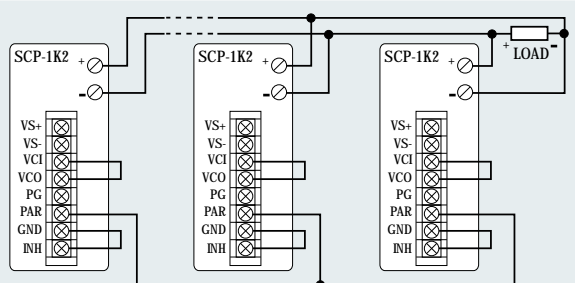 SCP-1K2
+
-
VS+
VS-
VCI
VCO
PG
PAR
GND
INH
SCP-1K2
+
-
VS+
VS-
VCI
VCO
PG
PAR
GND
INH
SCP-1K2
+
-
VS+
VS-
VCI
VCO
PG
PAR
GND
INH
+ LOAD -